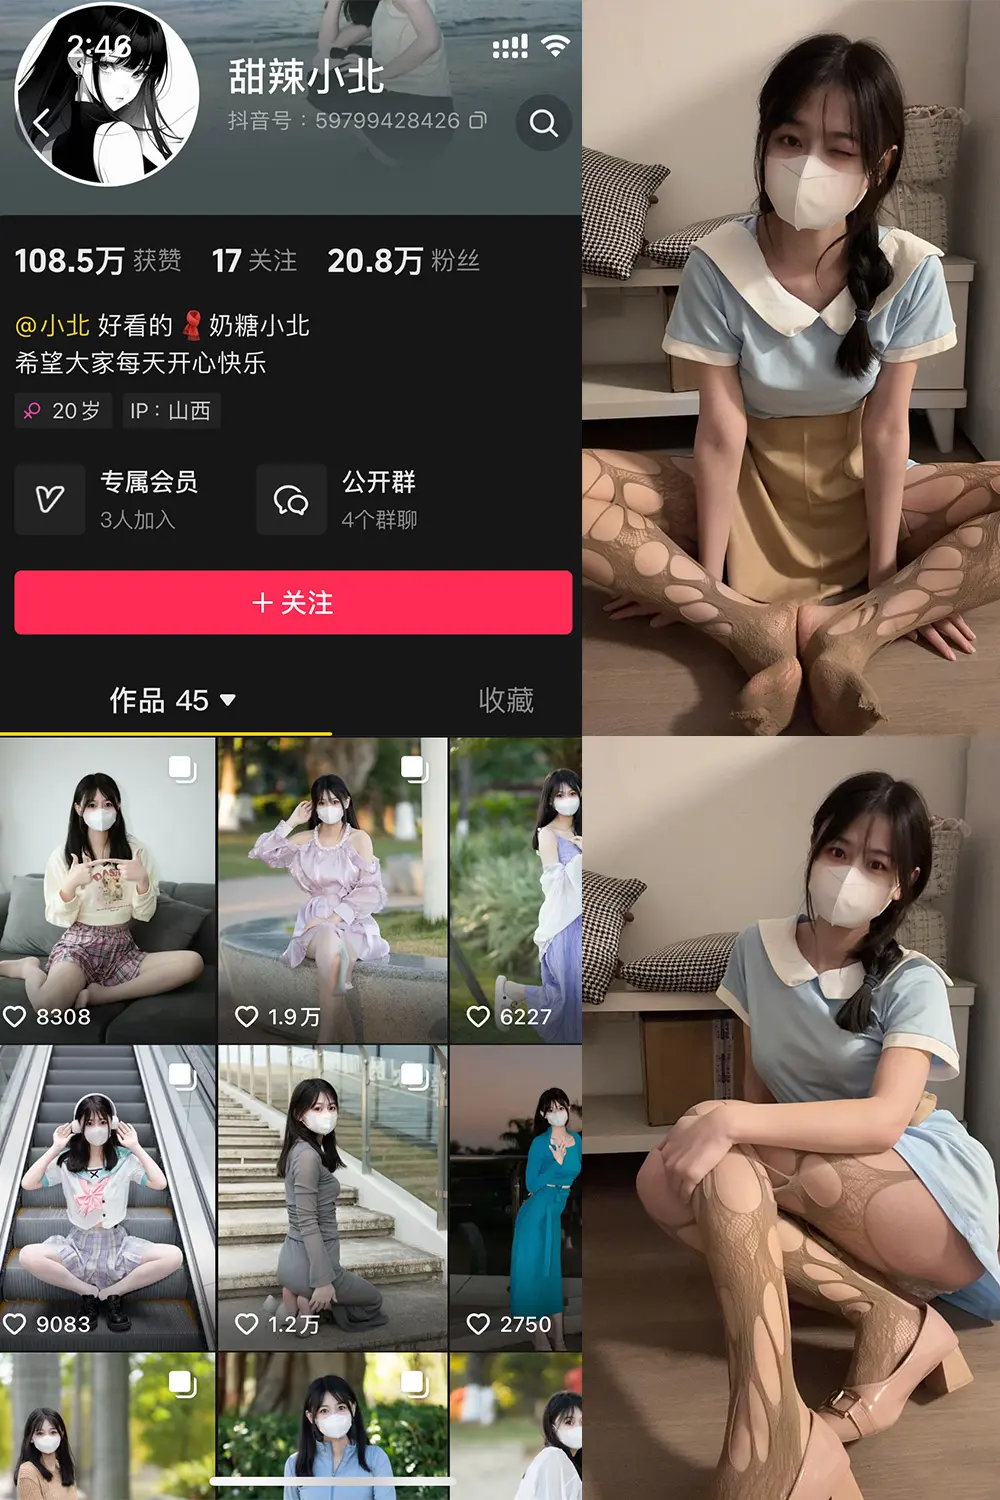 2:46
甜辣小北
抖音号：59799428426
108.5万 获赞 17 关注 20.8万 粉丝
@小北 好看的 🧣奶糖小北
希望大家每天开心快乐
20岁 IP：山西
专属会员
3人加入
公开群
4个群聊
+ 关注
作品 45
收藏
8308
1.9万
6227
9083
1.2万
2750